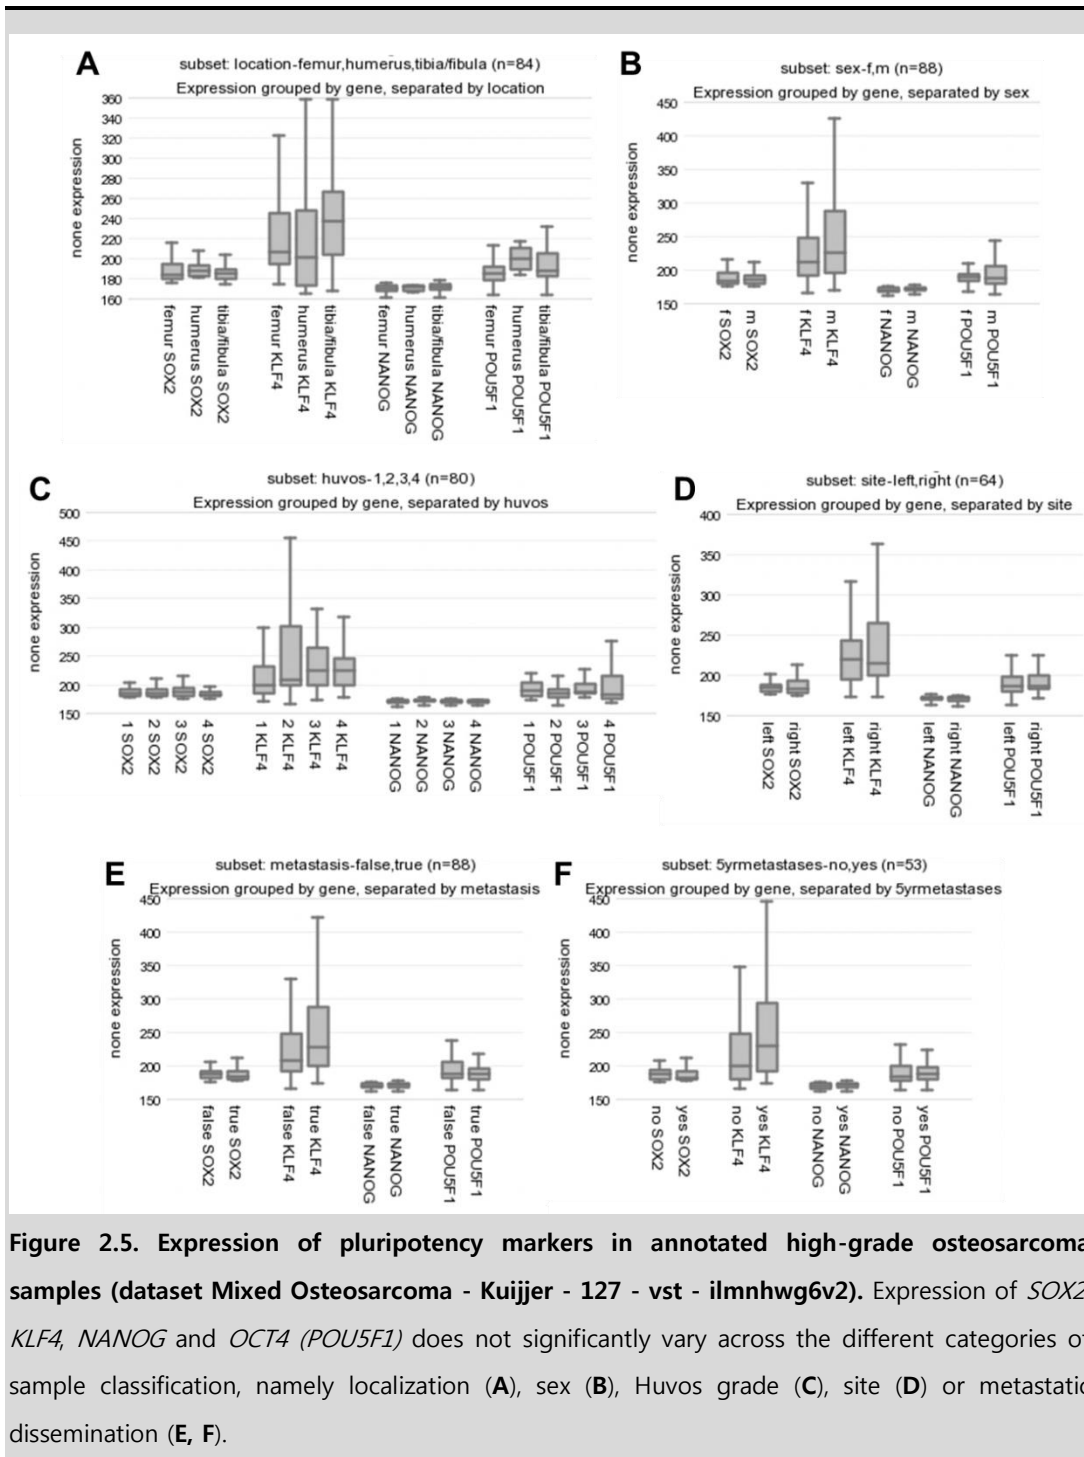 A
subset: location-femur,humerus,tibia/fibula (n=84)
Expression grouped by gene, separated by location
none expression
360
340
320
300
280
260
240
220
200
180
160
femur SOX2
humerus SOX2
tibia/fibula SOX2
femur KLF4
humerus KLF4
tibia/fibula KLF4
femur NANOG
humerus NANOG
tibia/fibula NANOG
femur POU5F1
humerus POU5F1
tibia/fibula POU5F1
B
subset: sex-f,m (n=88)
Expression grouped by gene, separated by sex
none expression
450
400
350
300
250
200
150
f SOX2
m SOX2
f KLF4
m KLF4
f NANOG
m NANOG
f POU5F1
m POU5F1
C
subset: huvos-1,2,3,4 (n=80)
Expression grouped by gene, separated by huvos
none expression
500
450
400
350
300
250
200
150
1 SOX2
2 SOX2
3 SOX2
4 SOX2
1 KLF4
2 KLF4
3 KLF4
4 KLF4
1 NANOG
2 NANOG
3 NANOG
4 NANOG
1 POU5F1
2 POU5F1
3 POU5F1
4 POU5F1
D
subset: site-left,right (n=64)
Expression grouped by gene, separated by site
none expression
400
350
300
250
200
150
left SOX2
right SOX2
left KLF4
right KLF4
left NANOG
right NANOG
left POU5F1
right POU5F1
E
subset: metastasis-false,true (n=88)
Expression grouped by gene, separated by metastasis
none expression
450
400
350
300
250
200
150
false SOX2
true SOX2
false KLF4
true KLF4
false NANOG
true NANOG
false POU5F1
true POU5F1
F
subset: 5yrmetastases-no,yes (n=53)
Expression grouped by gene, separated by 5yrmetastases
none expression
450
400
350
300
250
200
150
no SOX2
yes SOX2
no KLF4
yes KLF4
no NANOG
yes NANOG
no POU5F1
yes POU5F1
Figure 2.5. Expression of pluripotency markers in annotated high-grade osteosarcoma
samples (dataset Mixed Osteosarcoma - Kuijjer - 127 - vst - ilmnhwg6v2). Expression of SOX2
KLF4, NANOG and OCT4 (POU5F1) does not significantly vary across the different categories of
sample classification, namely localization (A), sex (B), Huvos grade (C), site (D) or metastatic
dissemination (E, F).